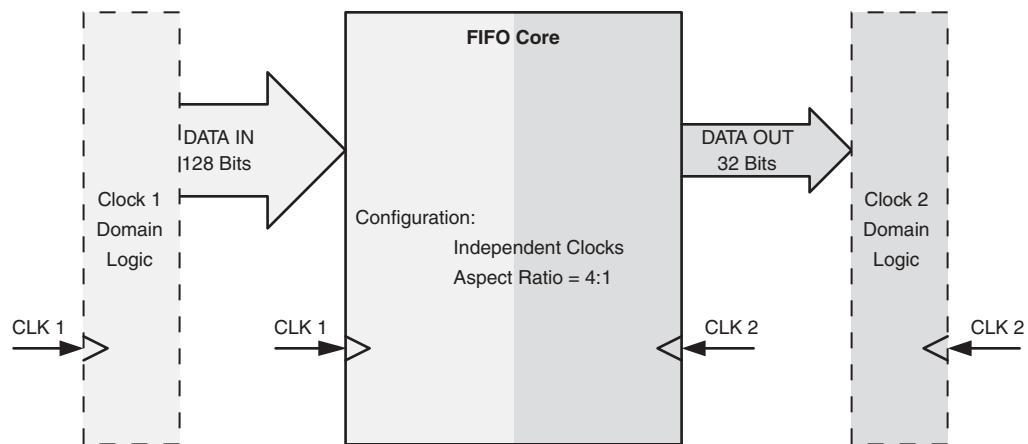 FIFO Core
DATA IN
128 Bits
DATA OUT
32 Bits
Clock 1
Domain
Logic
Configuration:
Independent Clocks
Aspect Ratio = 4:1
Clock 2
Domain
Logic
CLK 1
CLK 1
CLK 2
CLK 2